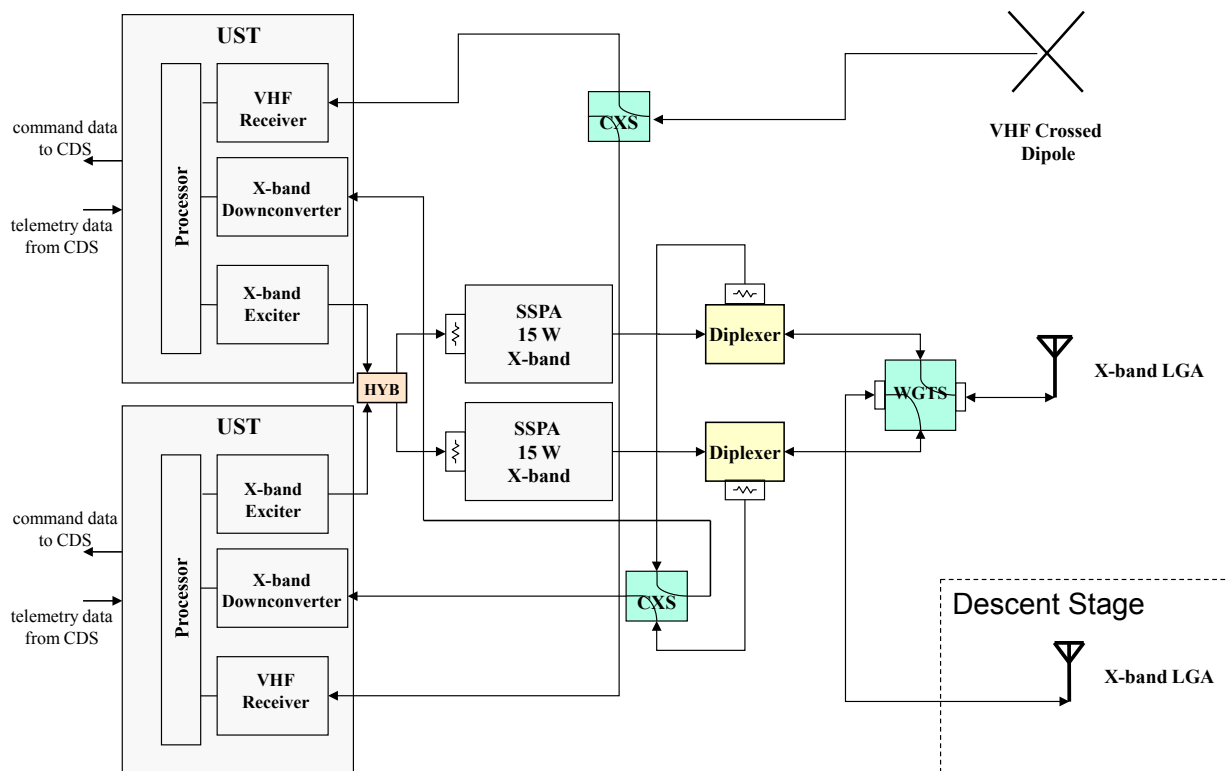 UST
VHF
Receiver
X-band
Downconverter
X-band
Exciter
Processor
command data
to CDS
telemetry data
from CDS
HYB
SSPA
15 W
X-band
CXS
VHF Crossed
Dipole
Diplexer
WGTS
X-band LGA
UST
X-band
Exciter
X-band
Downconverter
VHF
Receiver
Processor
command data
to CDS
telemetry data
from CDS
SSPA
15 W
X-band
Diplexer
CXS
Descent Stage
X-band LGA